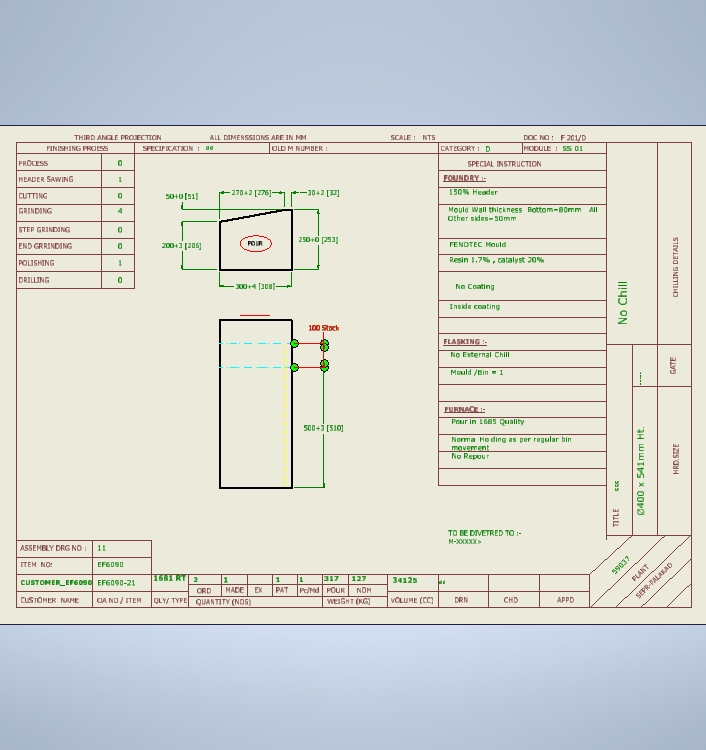 THIRD ANGLE PROJECTION ALL DIMENSSIONS ARE IN MM SCALE : NTS DOC NO : F 201/D
FINISHING PROESS SPECIFICATION : ## OLD M NUMBER : CATEGORY : D MODULE : SS 01
PROCESS 0
HEADER SAWING 1
CUTTING 0
GRINDING 4
STEP GRINDING 0
END GRRINDING 0
POLISHING 1
DRILLING 0
50+0 [51]
270+2 [276]
30+2 [32]
200+3 [206]
POUR
250+0 [253]
300+4 [308]
100 Stock
500+3 [510]
SPECIAL INSTRUCTION
FOUNDRY :-
150% Header
Mould Wall thickness Bottom=80mm All
Other sides=50mm
FENOTEC Mould
Resin 1.7% , catalyst 20%
No Coating
Inside coating
FLASKING :-
No External Chill
Mould /Bin = 1
FURNACE :-
Pour in 1685 Quality
Normal Holding as per regular bin
movement
No Repour
TO BE DIVETRED TO :-
M-XXXXX>
No Chill
CHILLING DETAILS
.....
GATE
TITLE sss
Ø400 x 541mm Ht.
HRD.SIZE
59037
PLANT
SEPR-PALAKAD
ASSEMBLY DRG NO : 11
ITEM NO: EF6090
CUSTOMER_EF6090 EF6090-21 1681 RT 2 1 1 1 317 127 34125 ##
ORD MADE EX PAT Pc/Md POUR NOM
CUSTOMER NAME OA NO / ITEM QLY/ TYPE QUANTITY (NOS) WEIGHT (KG) VOLUME (CC) DRN CHD APPD